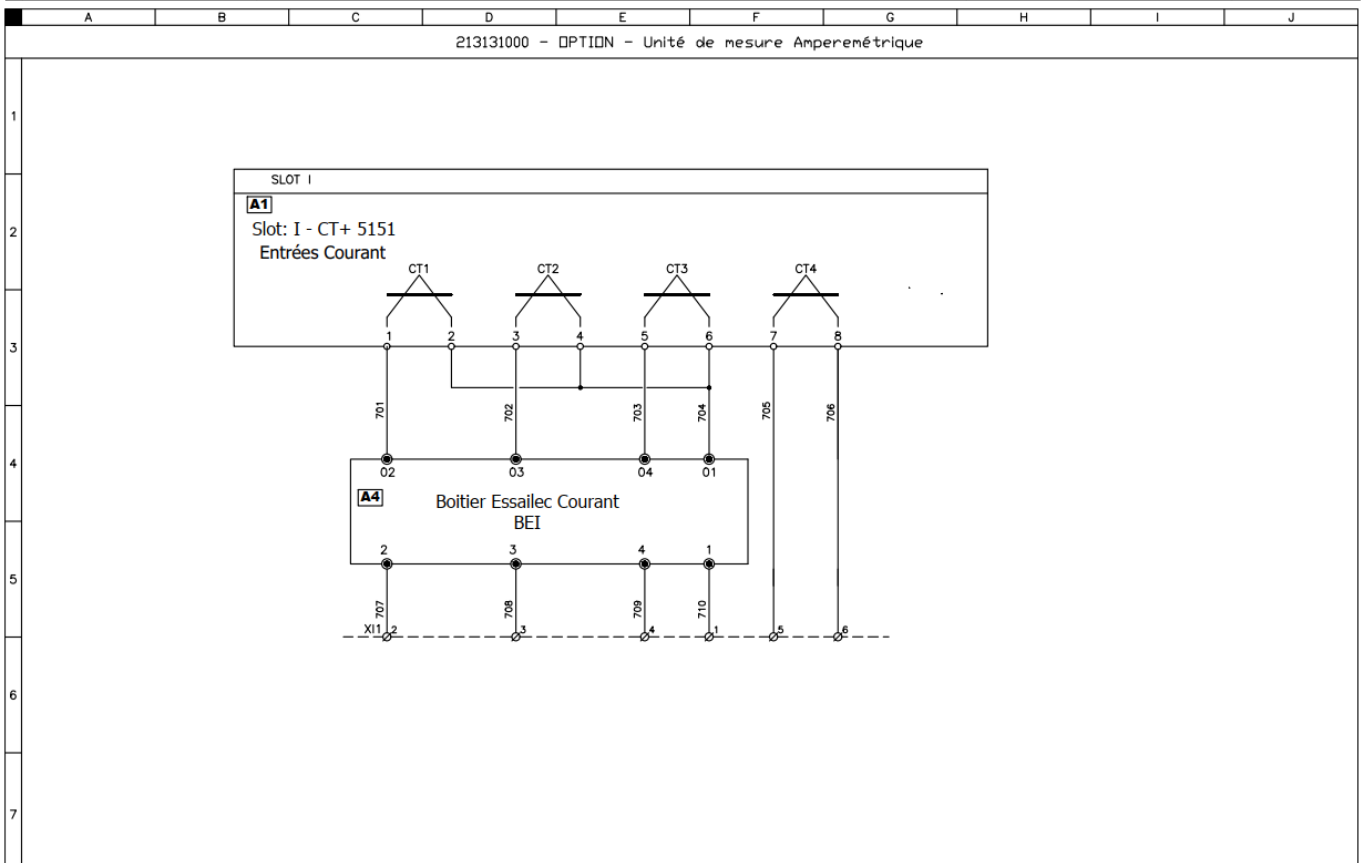 A B C D E F G H I J
213131000 - OPTION - Unité de mesure Amperemétrique
1
SLOT I
A1
2
Slot: I - CT+ 5151
Entrées Courant
CT1 CT2 CT3 CT4
3
1 2 3 4 5 6 7 8
701 702 703 704 705 706
4
02 03 04 01
A4
Boitier Essailec Courant
BEI
2 3 4 1
5
707 708 709 710
XI1 2 3 4 1 5 6
6
7